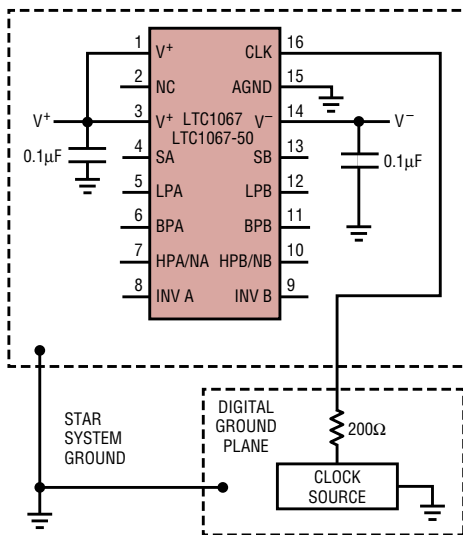 1 V+ CLK 16
2 NC AGND 15
V+ 3 V+ LTC1067 V− 14 V−
LTC1067-50
0.1µF 4 SA SB 13 0.1µF
5 LPA LPB 12
6 BPA BPB 11
7 HPA/NA HPB/NB 10
8 INV A INV B 9
STAR
SYSTEM
GROUND
DIGITAL
GROUND
PLANE
200Ω
CLOCK
SOURCE